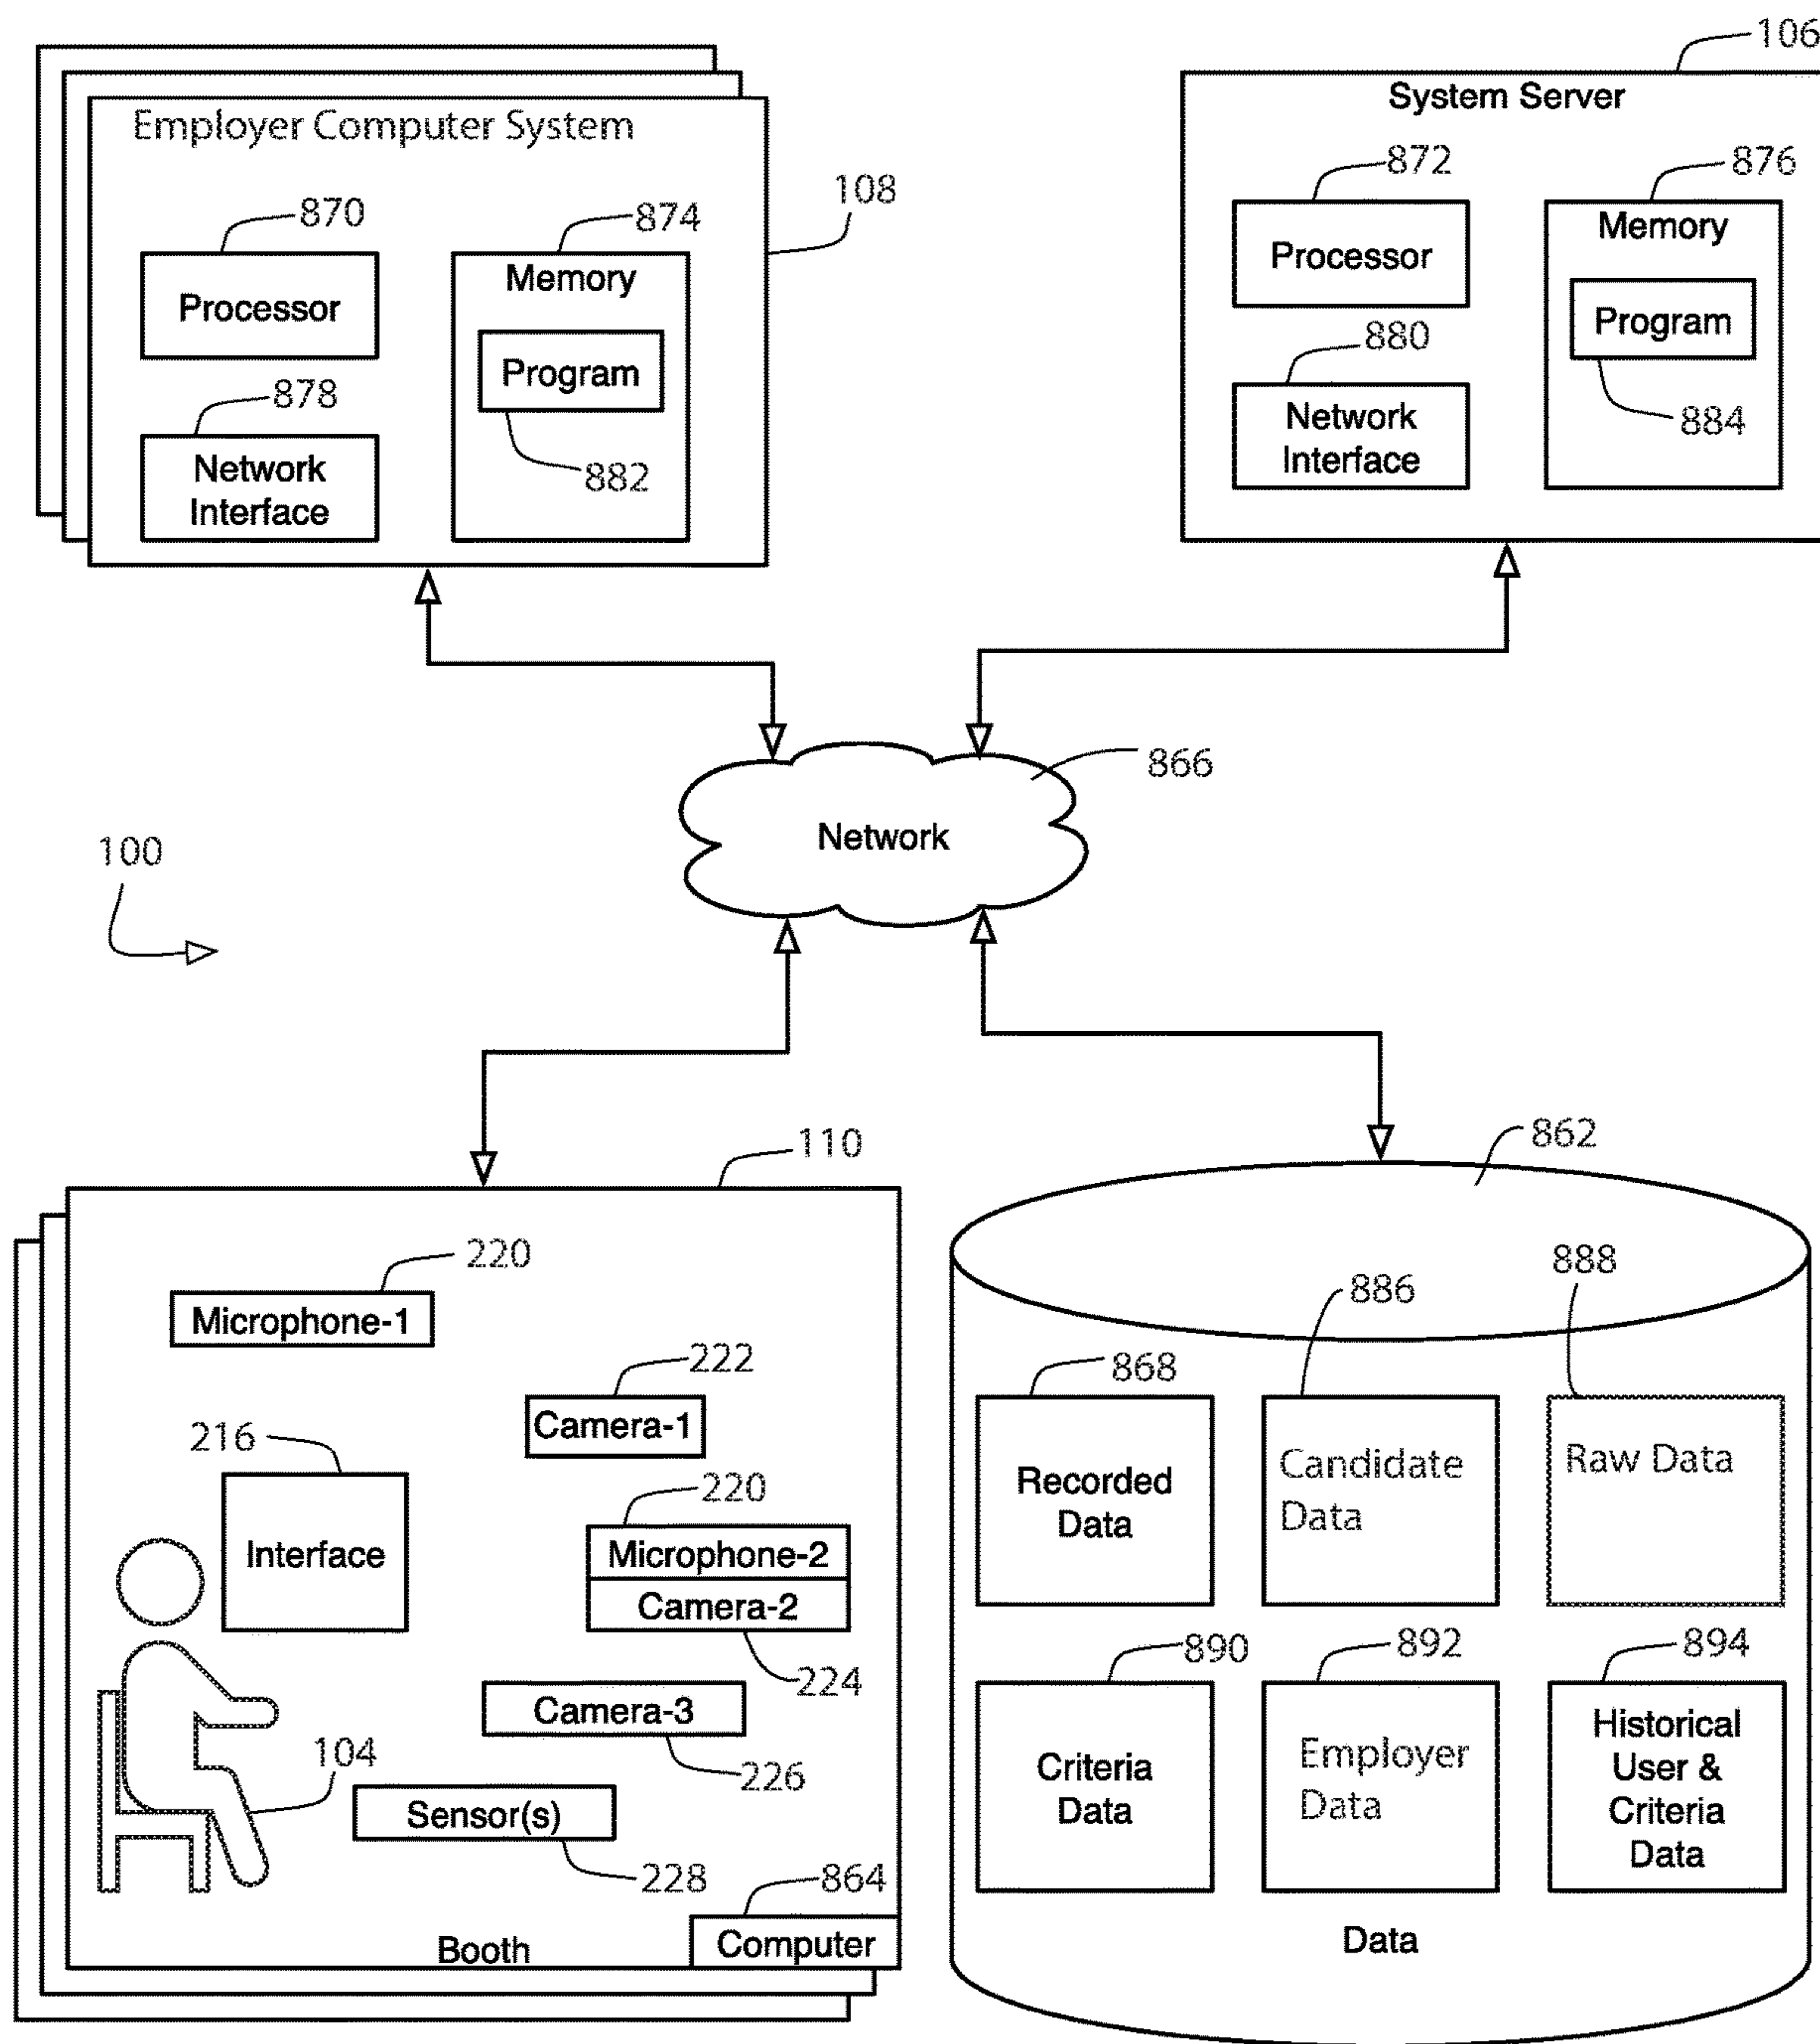 106
System Server
Employer Computer System
872
876
108
870
874
Memory
Processor
Memory
Processor
Program
880
Program
878
884
Network
Interface
882
Network
Interface
866
Network
100
862
110
220
888
886
Microphone-1
868
222
Camera-1
216
Raw Data
Candidate
Data
Recorded
Data
220
Interface
Microphone-2
Camera-2
890
892
894
224
Camera-3
Historical
User &
Criteria
Data
104
Employer
Data
Criteria
Data
226
Sensor(s)
228
864
Computer
Booth
Data